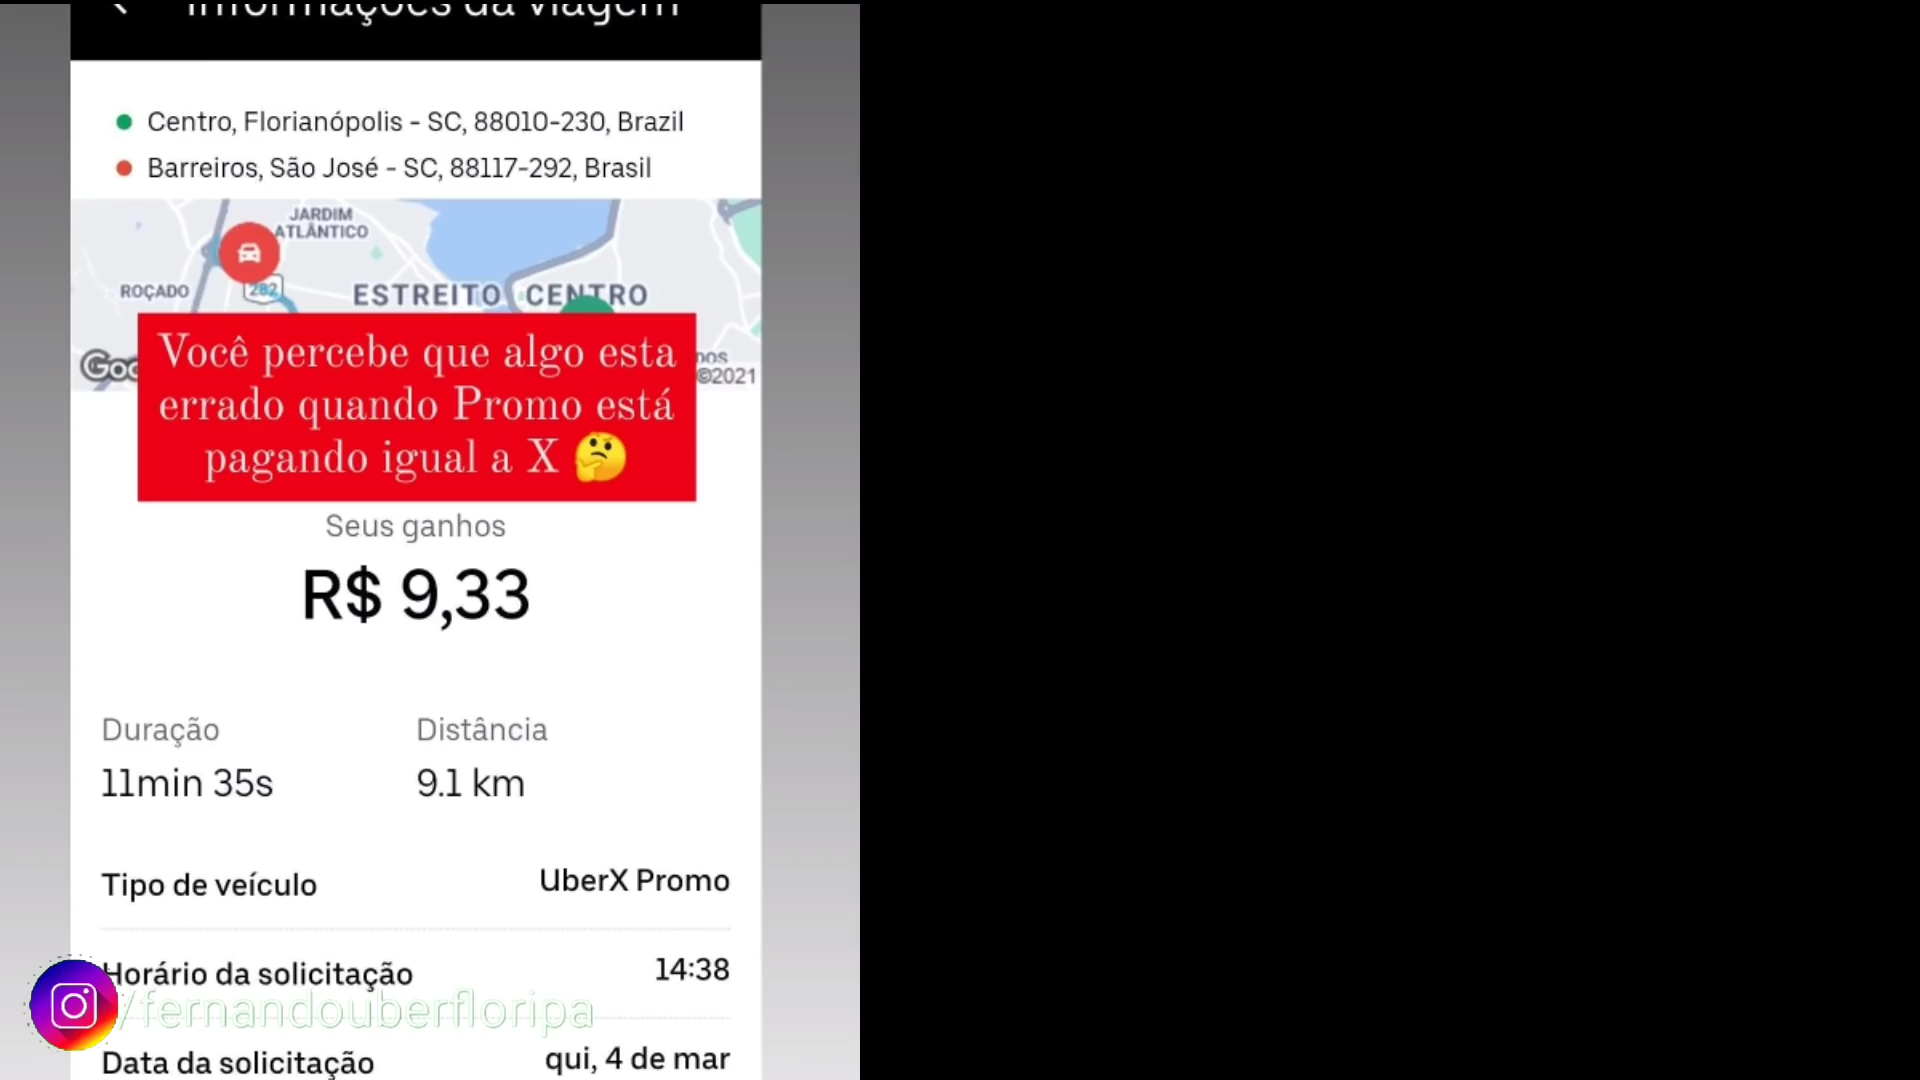 Informações da viagem
Centro, Florianópolis - SC, 88010-230, Brazil
Barreiros, São José - SC, 88117-292, Brasil
JARDIM
ATLÂNTICO
ROÇADO
282
ESTREITO
CENTRO
©2021
Você percebe que algo esta
errado quando Promo está
pagando igual a X 🤔
Seus ganhos
R$ 9,33
Duração
Distância
11min 35s
9.1 km
Tipo de veículo
UberX Promo
Horário da solicitação
14:38
/fernandouberfloripa
Data da solicitação
qui, 4 de mar